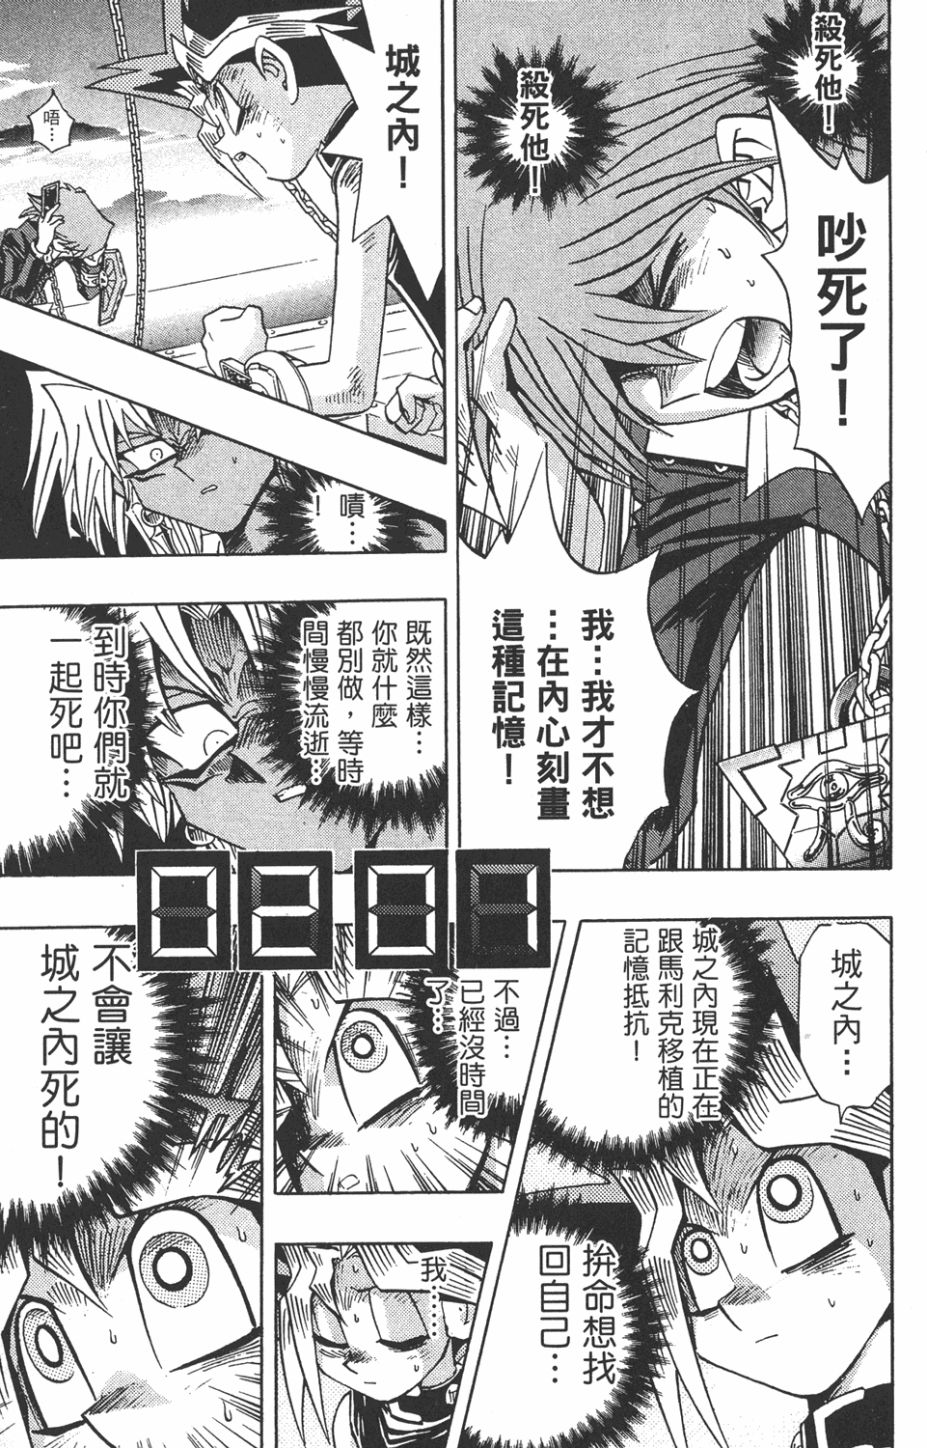 殺死他！
殺死他！
吵死了！
我…我才不想
…在內心刻畫
這種記憶！
城之內！
唔…
嘖…
！
既然這樣…
你就什麼
都別做，等時
間慢慢流逝…
到時你們就
一起死吧…
02 01
城之內…
城之內現在正在
跟馬利克移植的
記憶抵抗！
拚命想找
回自己…
不過…
已經沒時間
了…
我………
不會讓
城之內死的！